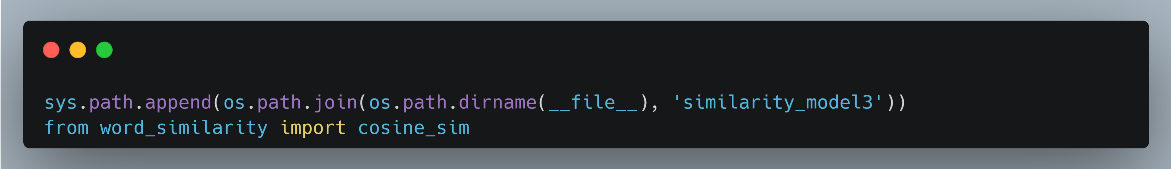 sys.path.append(os.path.join(os.path.dirname(__file__), 'similarity_model3'))
from word_similarity import cosine_sim